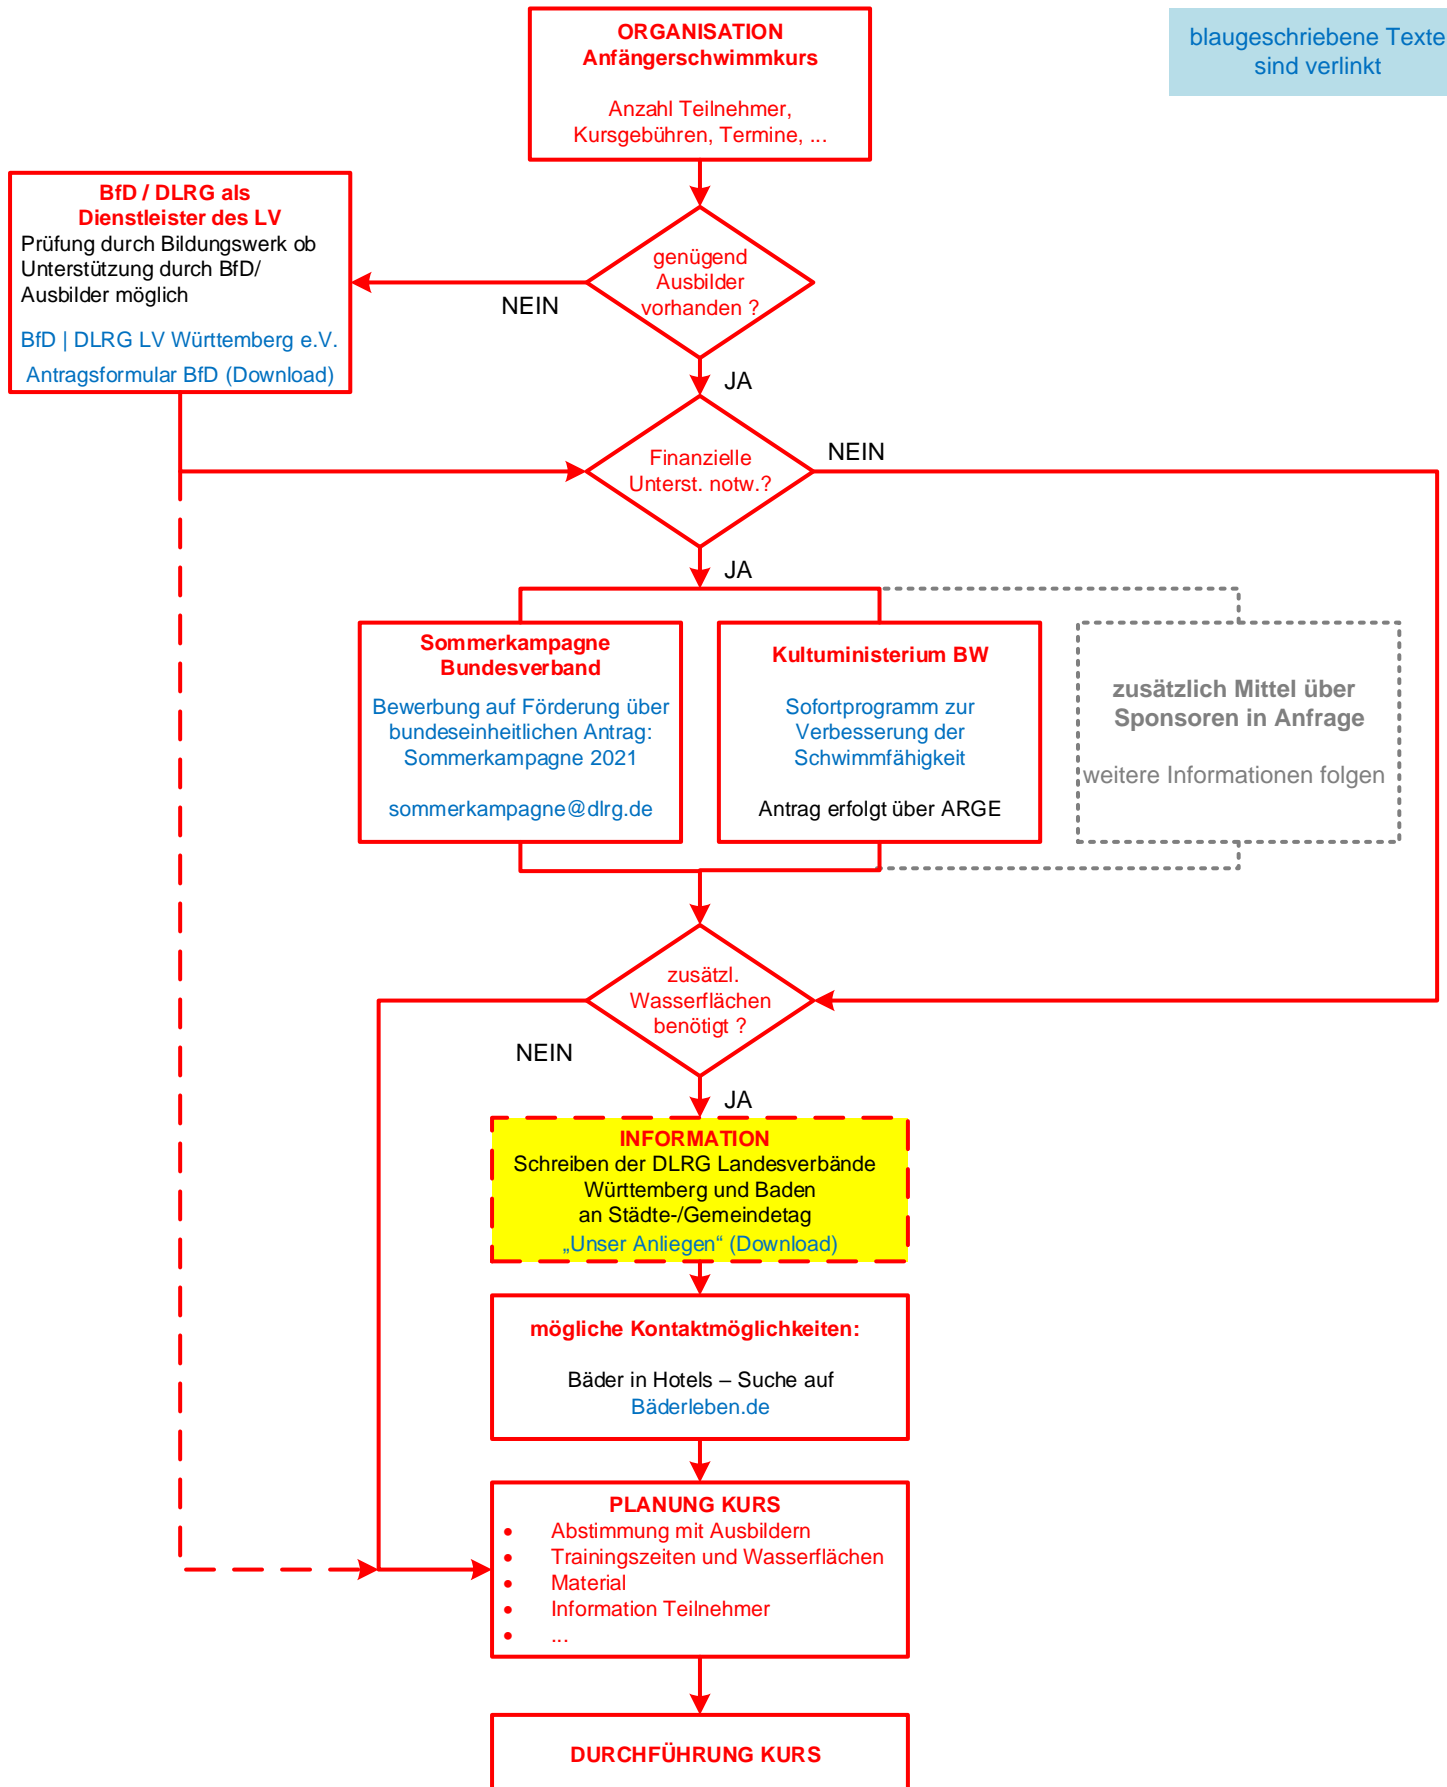 ORGANISATION
Anfängerschwimmkurs
Anzahl Teilnehmer,
Kursgebühren, Termine, ...
blaugeschriebene Texte
sind verlinkt
BfD / DLRG als
Dienstleister des LV
Prüfung durch Bildungswerk ob
Unterstützung durch BfD/
Ausbilder möglich
BfD | DLRG LV Württemberg e.V.
Antragsformular BfD (Download)
genügend
Ausbilder
vorhanden ?
NEIN
JA
Finanzielle
Unterst. notw.?
NEIN
JA
Sommerkampagne
Bundesverband
Bewerbung auf Förderung über
bundeseinheitlichen Antrag:
Sommerkampagne 2021
sommerkampagne@dlrg.de
Kultuministerium BW
Sofortprogramm zur
Verbesserung der
Schwimmfähigkeit
Antrag erfolgt über ARGE
zusätzlich Mittel über
Sponsoren in Anfrage
weitere Informationen folgen
zusätzl.
Wasserflächen
benötigt ?
NEIN
JA
INFORMATION
Schreiben der DLRG Landesverbände
Württemberg und Baden
an Städte-/Gemeindetag
„Unser Anliegen“ (Download)
mögliche Kontaktmöglichkeiten:
Bäder in Hotels – Suche auf
Bäderleben.de
PLANUNG KURS
• Abstimmung mit Ausbildern
• Trainingszeiten und Wasserflächen
• Material
• Information Teilnehmer
• ...
DURCHFÜHRUNG KURS